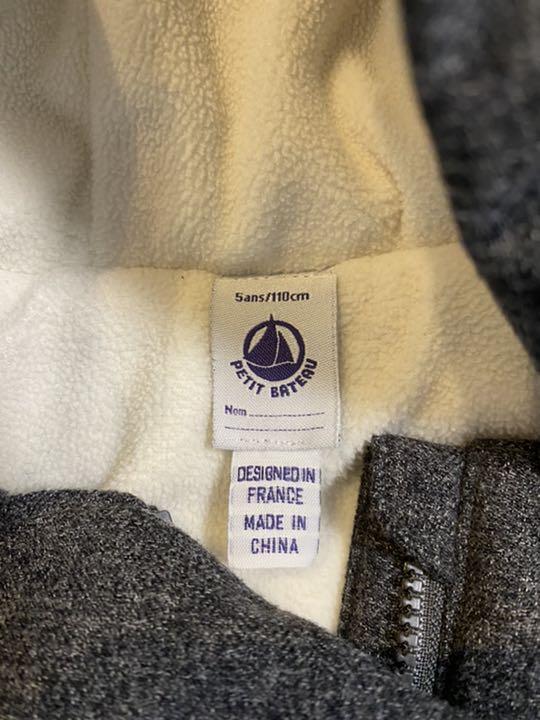 5ans/110cm
PETIT BATEAU
Nom
DESIGNED IN
FRANCE
MADE IN
CHINA